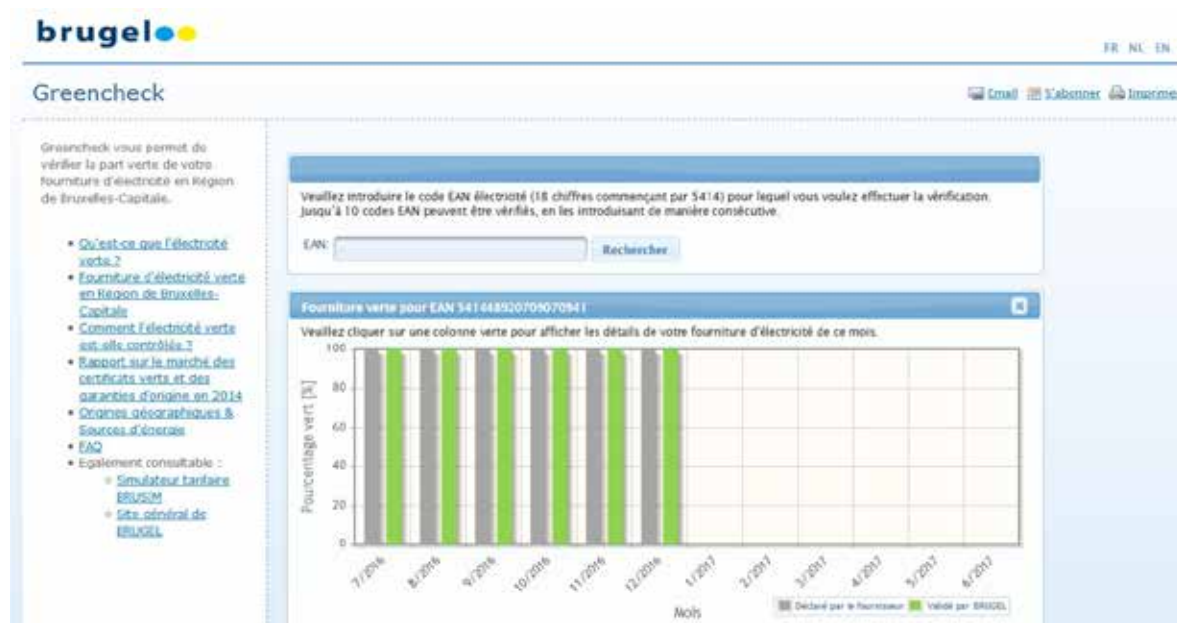 brugel
FR NL EN
Greencheck
Email S'abonner Imprimer
Greencheck vous permet de
vérifier la part verte de votre
fourniture d'électricité en Région
de Bruxelles-Capitale.
Qu'est-ce que l'électricité
verte ?
Fourniture d'électricité verte
en Région de Bruxelles-
Capitale
Comment l'électricité verte
est-elle contrôlée ?
Rapport sur le marché des
certificats verts et des
garanties d'origine en 2014
Origines géographiques &
Sources d'énergie
FAQ
Egalement consultable :
Simulateur tarifaire
BRUSIM
Site général de
BRUGEL
Veuillez introduire le code EAN électricité (18 chiffres commençant par 5414) pour lequel vous voulez effectuer la vérification.
Jusqu'à 10 codes EAN peuvent être vérifiés, en les introduisant de manière consécutive.
EAN: Rechercher
Fourniture verte pour EAN 541448920709070941
Veuillez cliquer sur une colonne verte pour afficher les détails de votre fourniture d'électricité de ce mois.
Pourcentage vert [%]
100
80
60
40
20
0
7/2016 8/2016 9/2016 10/2016 11/2016 12/2016 1/2017 2/2017 3/2017 4/2017 5/2017 6/2017
Mois
Déclaré par le fournisseur Validé par BRUGEL